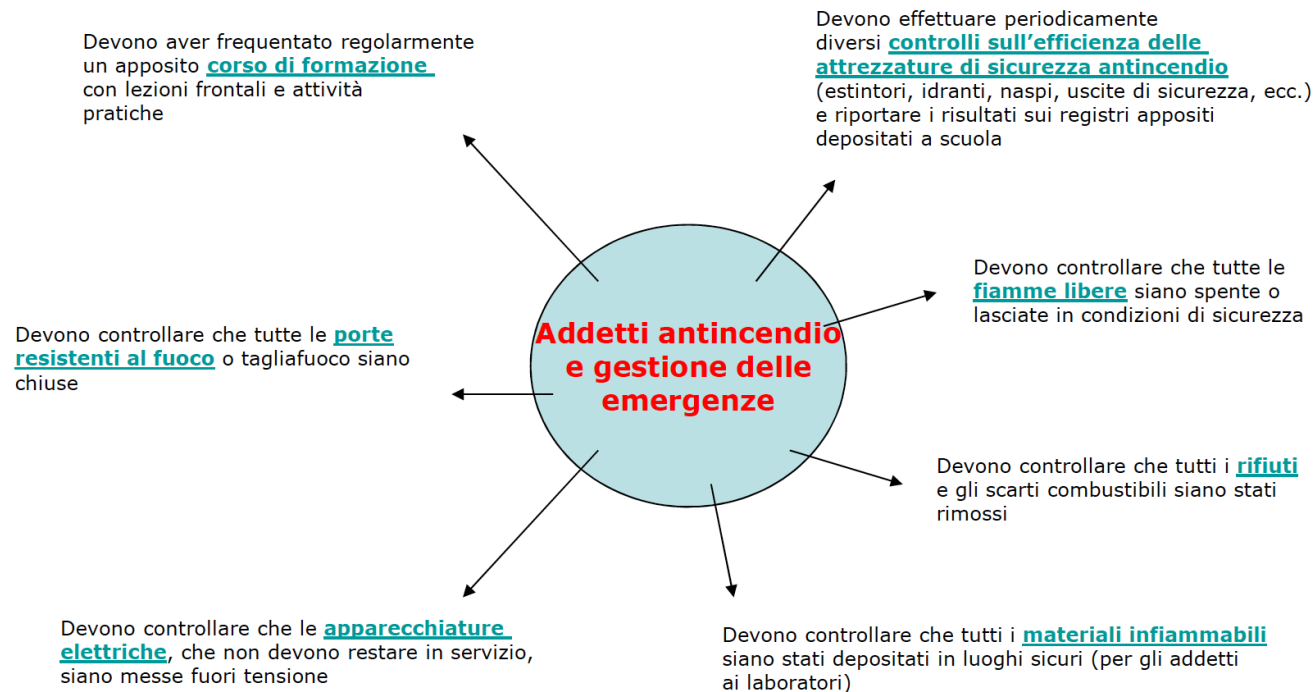 Devono aver frequentato regolarmente
un apposito corso di formazione
con lezioni frontali e attività
pratiche
Devono effettuare periodicamente
diversi controlli sull’efficienza delle
attrezzature di sicurezza antincendio
(estintori, idranti, naspi, uscite di sicurezza, ecc.)
e riportare i risultati sui registri appositi
depositati a scuola
Devono controllare che tutte le
fiamme libere siano spente o
lasciate in condizioni di sicurezza
Addetti antincendio
e gestione delle
emergenze
Devono controllare che tutte le porte
resistenti al fuoco o tagliafuoco siano
chiuse
Devono controllare che tutti i rifiuti
e gli scarti combustibili siano stati
rimossi
Devono controllare che le apparecchiature
elettriche, che non devono restare in servizio,
siano messe fuori tensione
Devono controllare che tutti i materiali infiammabili
siano stati depositati in luoghi sicuri (per gli addetti
ai laboratori)